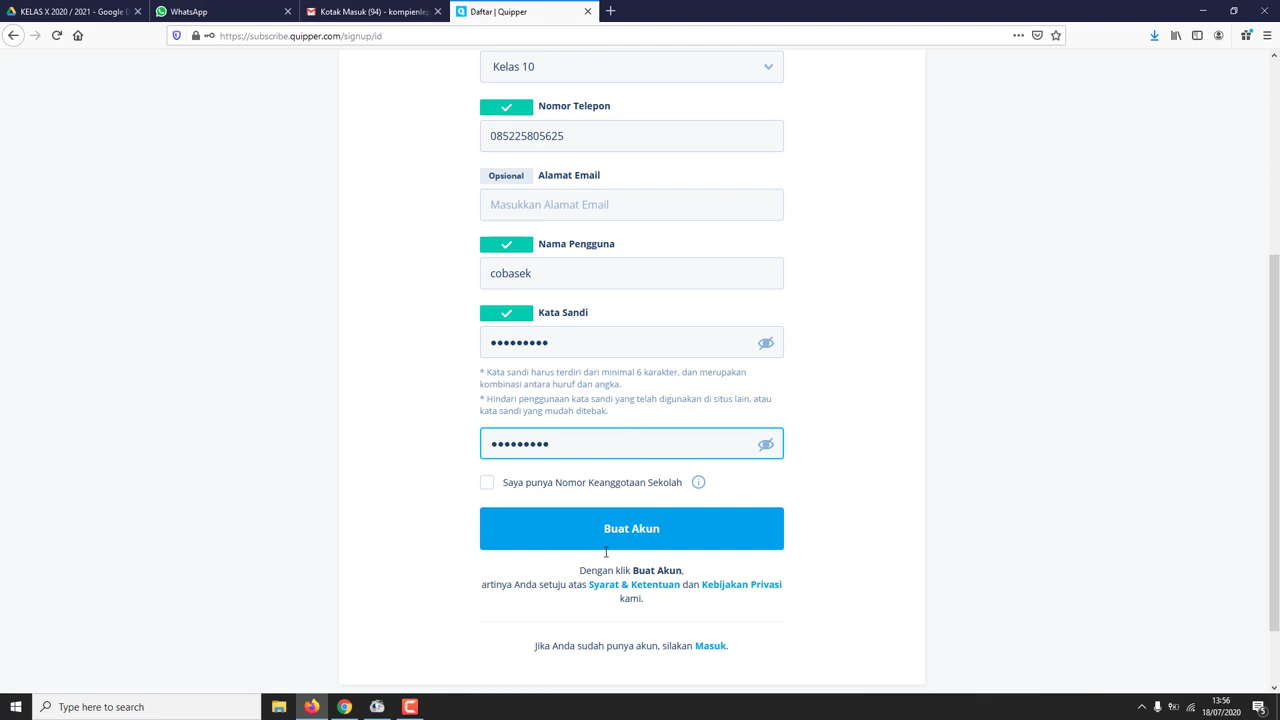 KELAS X 2020 / 2021 - Google D
WhatsApp
Kotak Masuk (94) - kompienlep
Daftar | Quipper
https://subscribe.quipper.com/signup/id
Kelas 10
Nomor Telepon
085225805625
Opsional Alamat Email
Masukkan Alamat Email
Nama Pengguna
cobasek
Kata Sandi
•••••••••
* Kata sandi harus terdiri dari minimal 6 karakter, dan merupakan
kombinasi antara huruf dan angka.
* Hindari penggunaan kata sandi yang telah digunakan di situs lain, atau
kata sandi yang mudah ditebak.
•••••••••
Saya punya Nomor Keanggotaan Sekolah
Buat Akun
Dengan klik Buat Akun,
artinya Anda setuju atas Syarat & Ketentuan dan Kebijakan Privasi
kami.
Jika Anda sudah punya akun, silakan Masuk.
Type here to search
13:56
18/07/2020
5